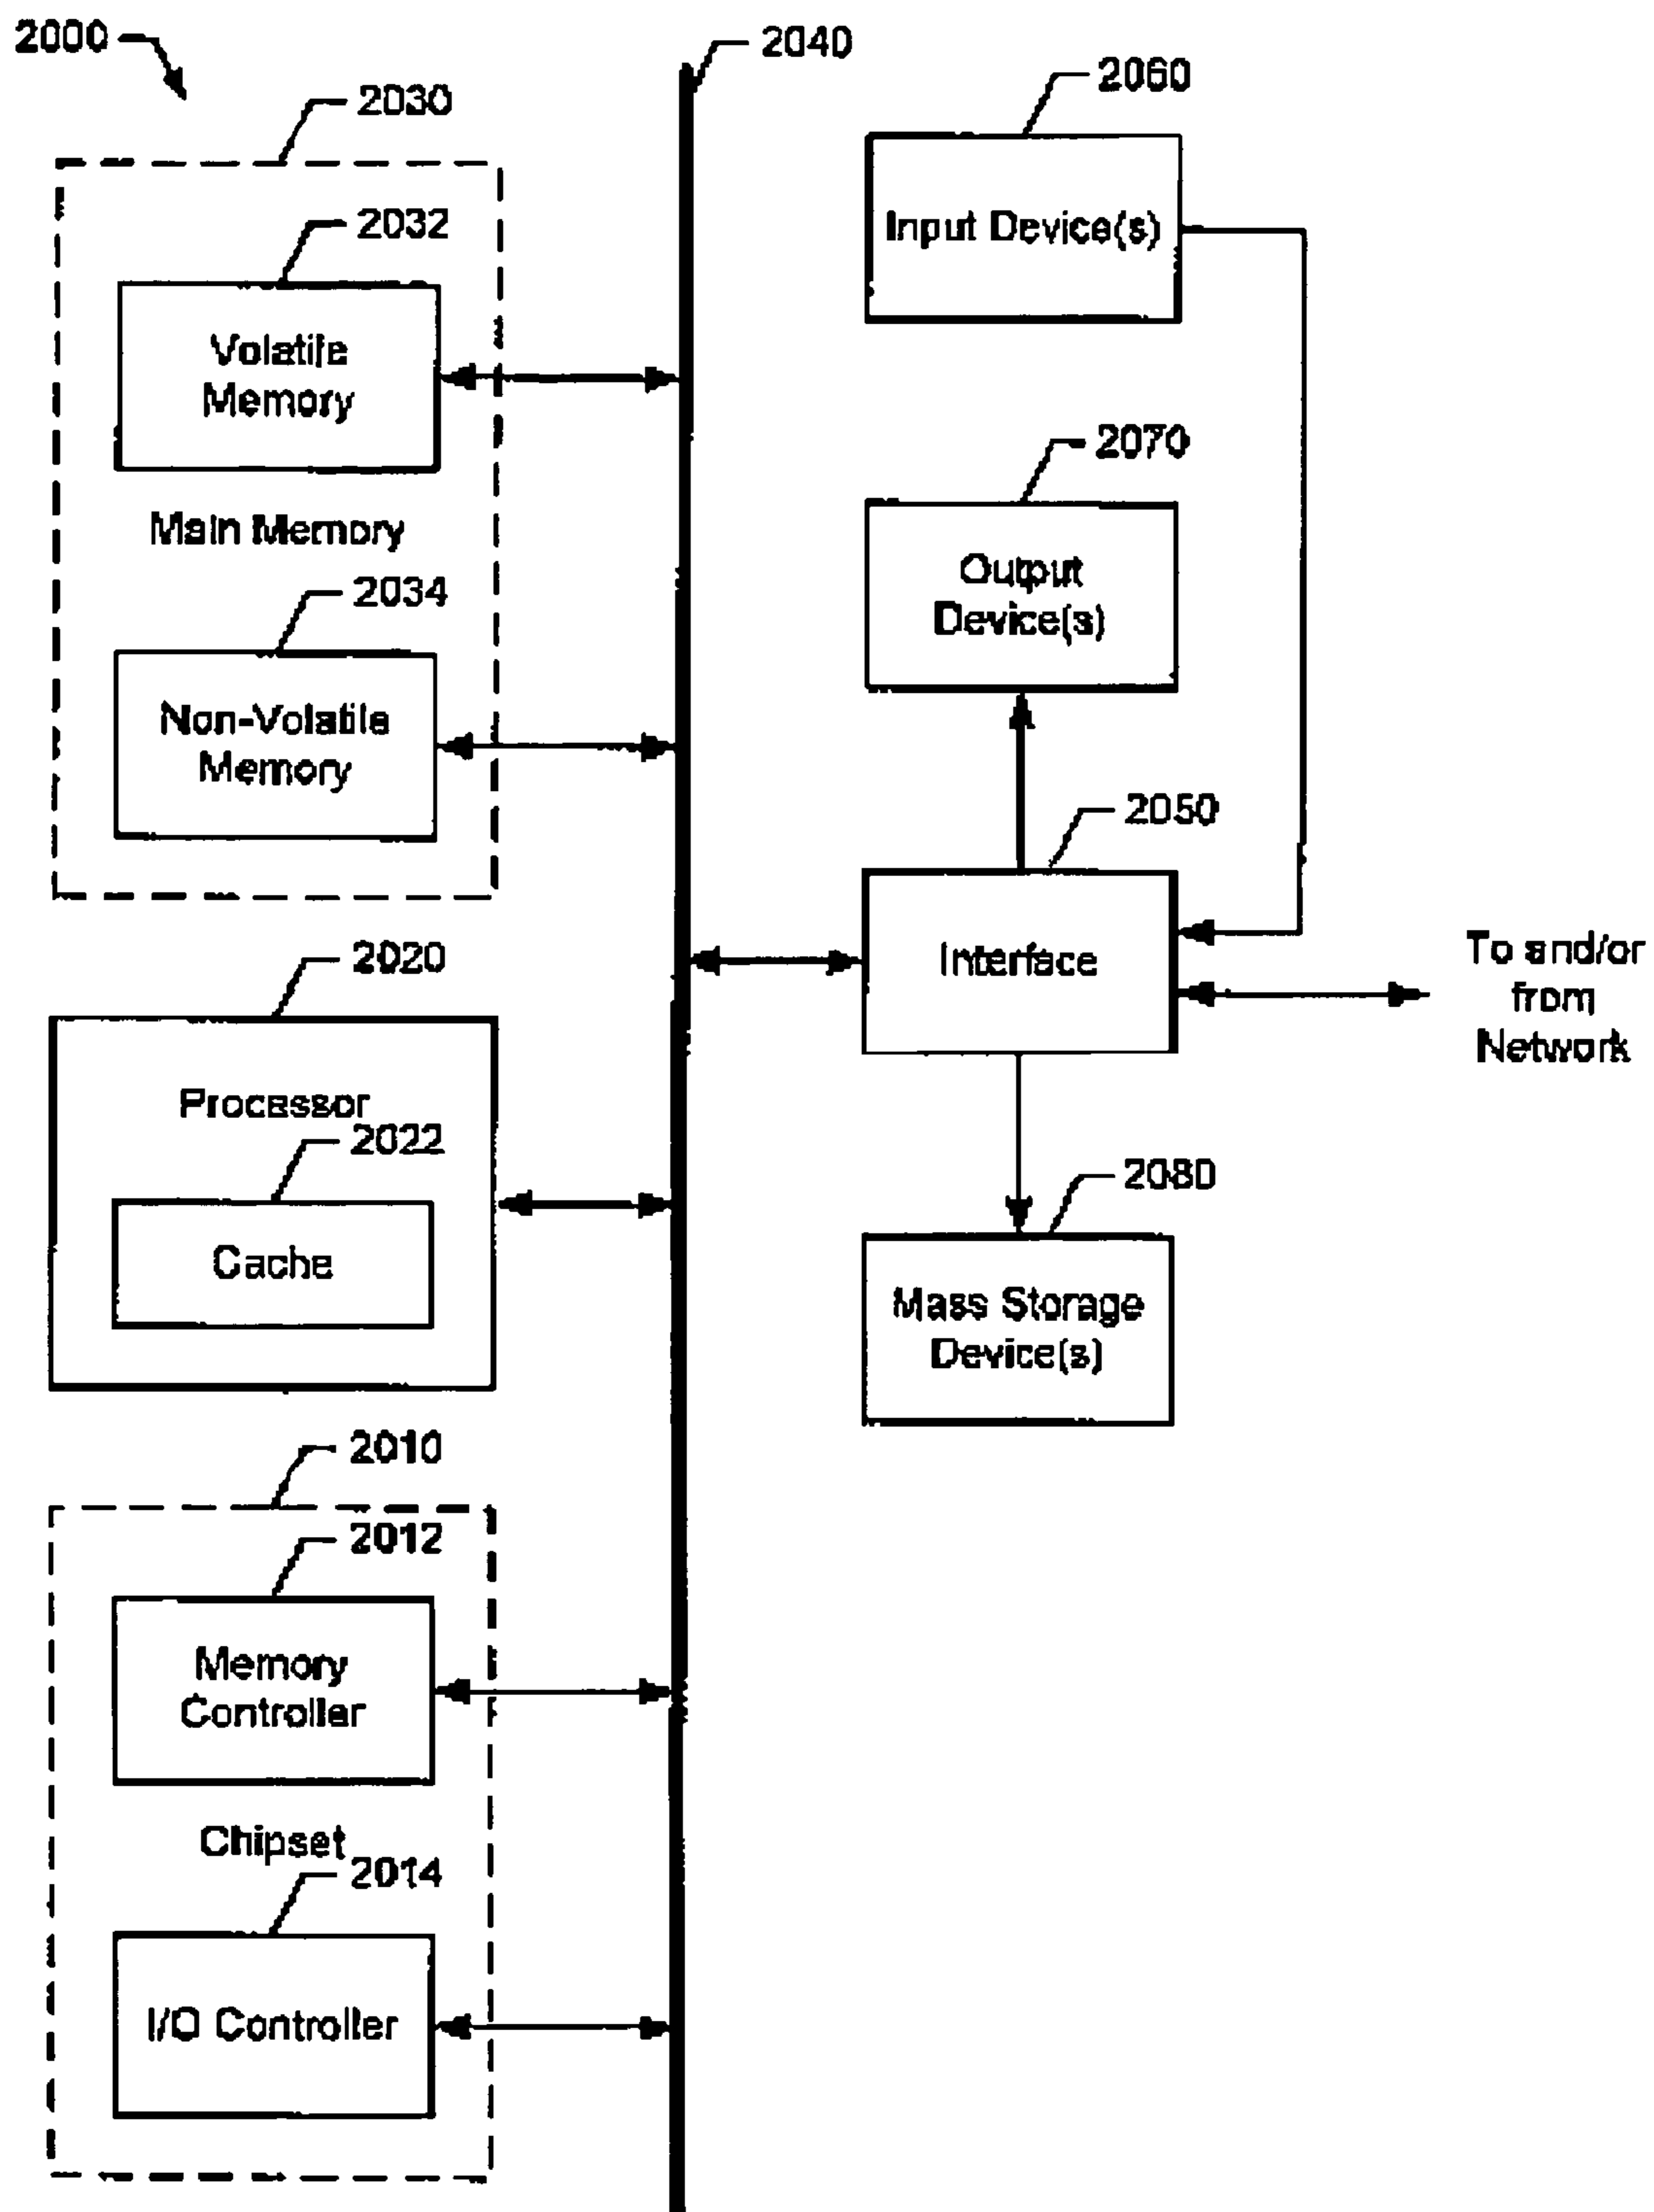 2000
2040
2060
2030
Input Device(s)
2032
Volatile
Memory
2070
Main Memory
Output
Device(s)
2034
Non-Volatile
Memory
2050
Interface
To and/or
from
Network
2020
Processor
2022
Cache
2080
Mass Storage
Device(s)
2010
2012
Memory
Controller
Chipset
2014
I/O Controller